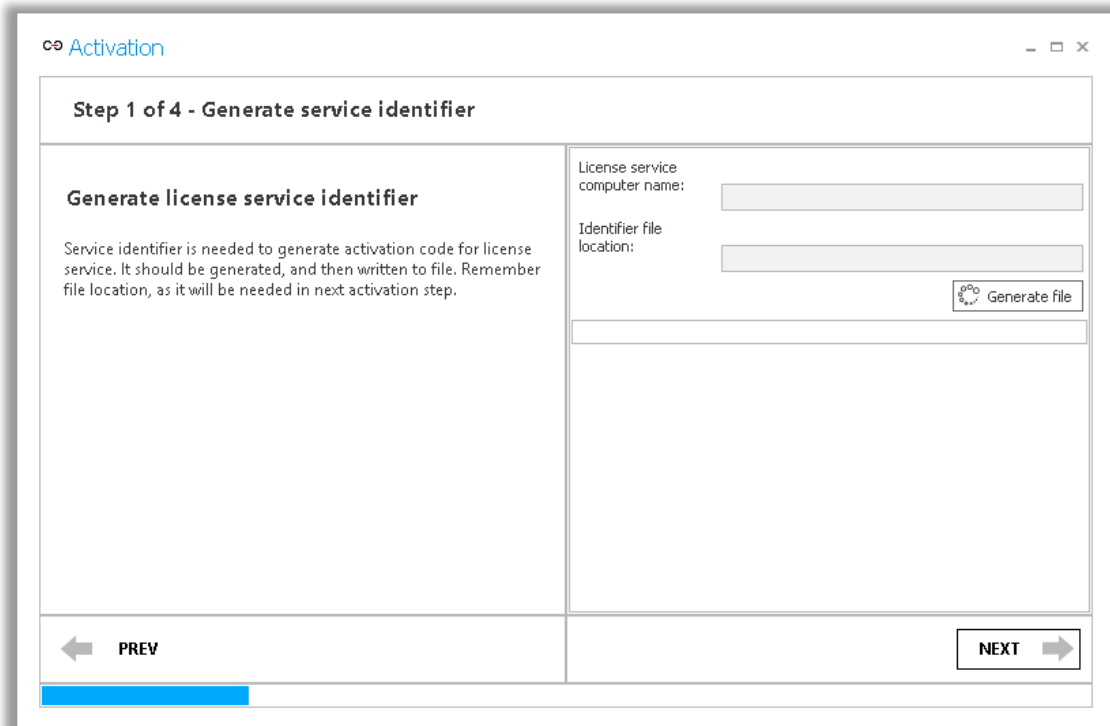 Activation
Step 1 of 4 - Generate service identifier
Generate license service identifier
Service identifier is needed to generate activation code for license
service. It should be generated, and then written to file. Remember
file location, as it will be needed in next activation step.
License service
computer name:
Identifier file
location:
Generate file
PREV
NEXT